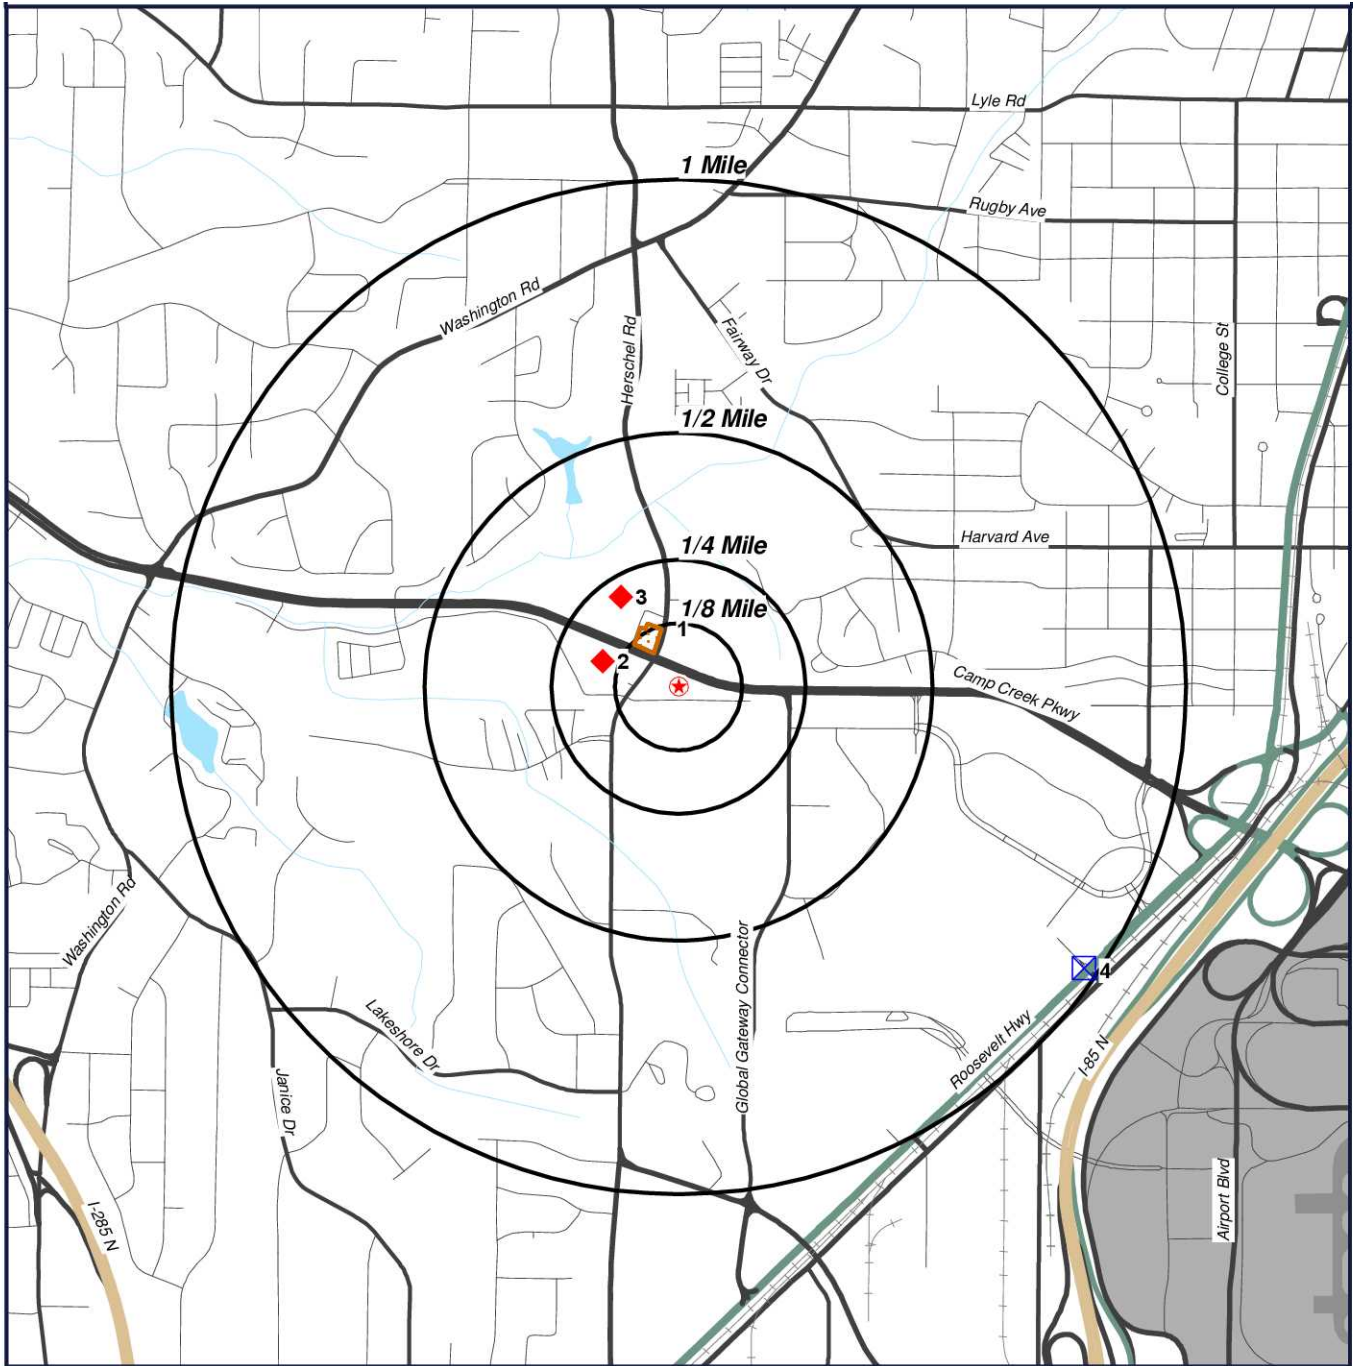 Lyle Rd
1 Mile
Rugby Ave
Washington Rd
Herschel Rd
Fairway Dr
College St
1/2 Mile
Harvard Ave
1/4 Mile
3
1/8 Mile
1
2
Camp Creek Pkwy
Washington Rd
Global Gateway Connector
4
Lakeshore Dr
Roosevelt Hwy
I-85 N
Janice Dr
Airport Blvd
I-285 N